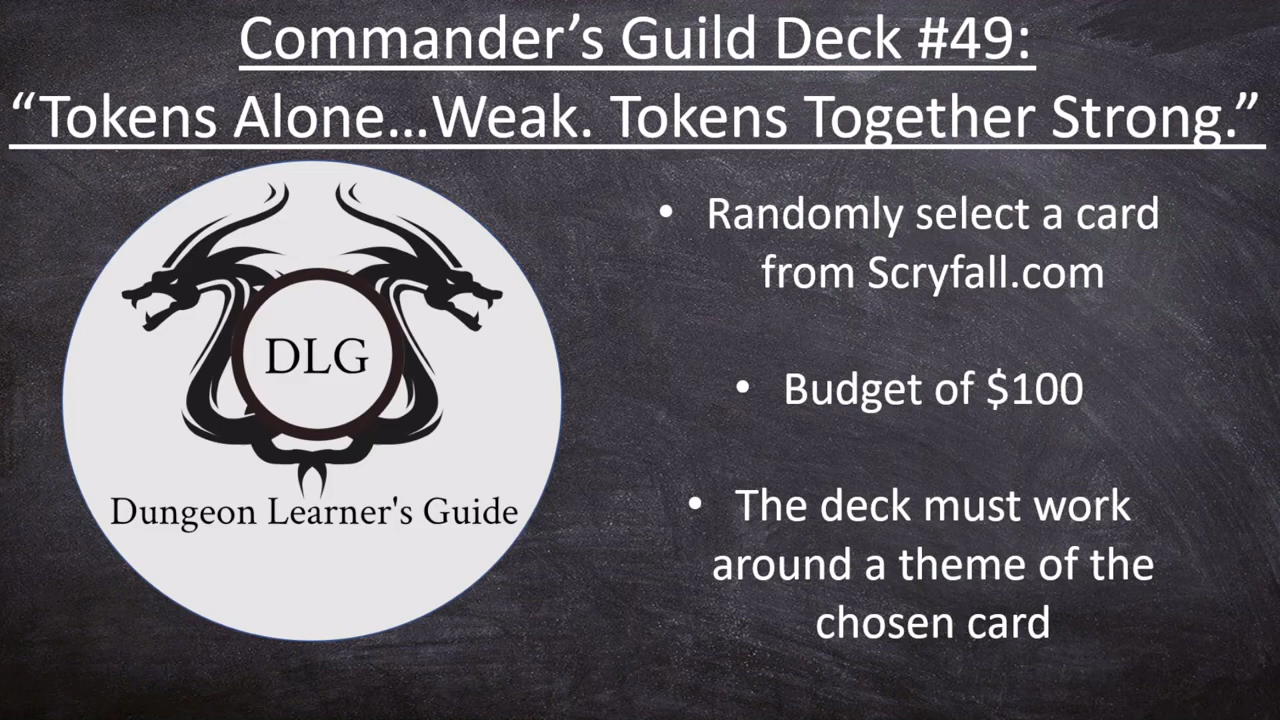 Commander’s Guild Deck #49:
“Tokens Alone...Weak. Tokens Together Strong.”
DLG
Dungeon Learner's Guide
• Randomly select a card
from Scryfall.com
• Budget of $100
• The deck must work
around a theme of the
chosen card